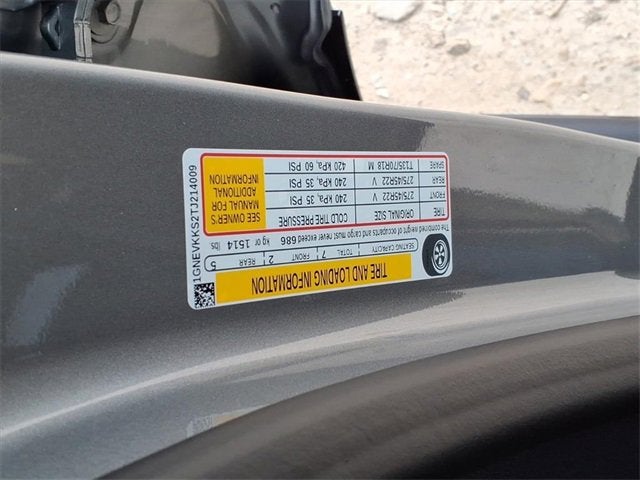 TIRE AND LOADING INFORMATION
SEATING CAPACITY TOTAL 7 FRONT 2 REAR 5
The combined weight of occupants and cargo must never exceed 686 kg or 1514 lbs
TIRE ORIGINAL SIZE COLD TIRE PRESSURE
FRONT 275/45R22 V 240 kPa, 35 PSI
REAR 275/45R22 V 240 kPa, 35 PSI
SPARE T135/70R18 M 420 kPa, 60 PSI
SEE OWNER'S
MANUAL FOR
ADDITIONAL
INFORMATION
1GNEVKKS2TJ214009